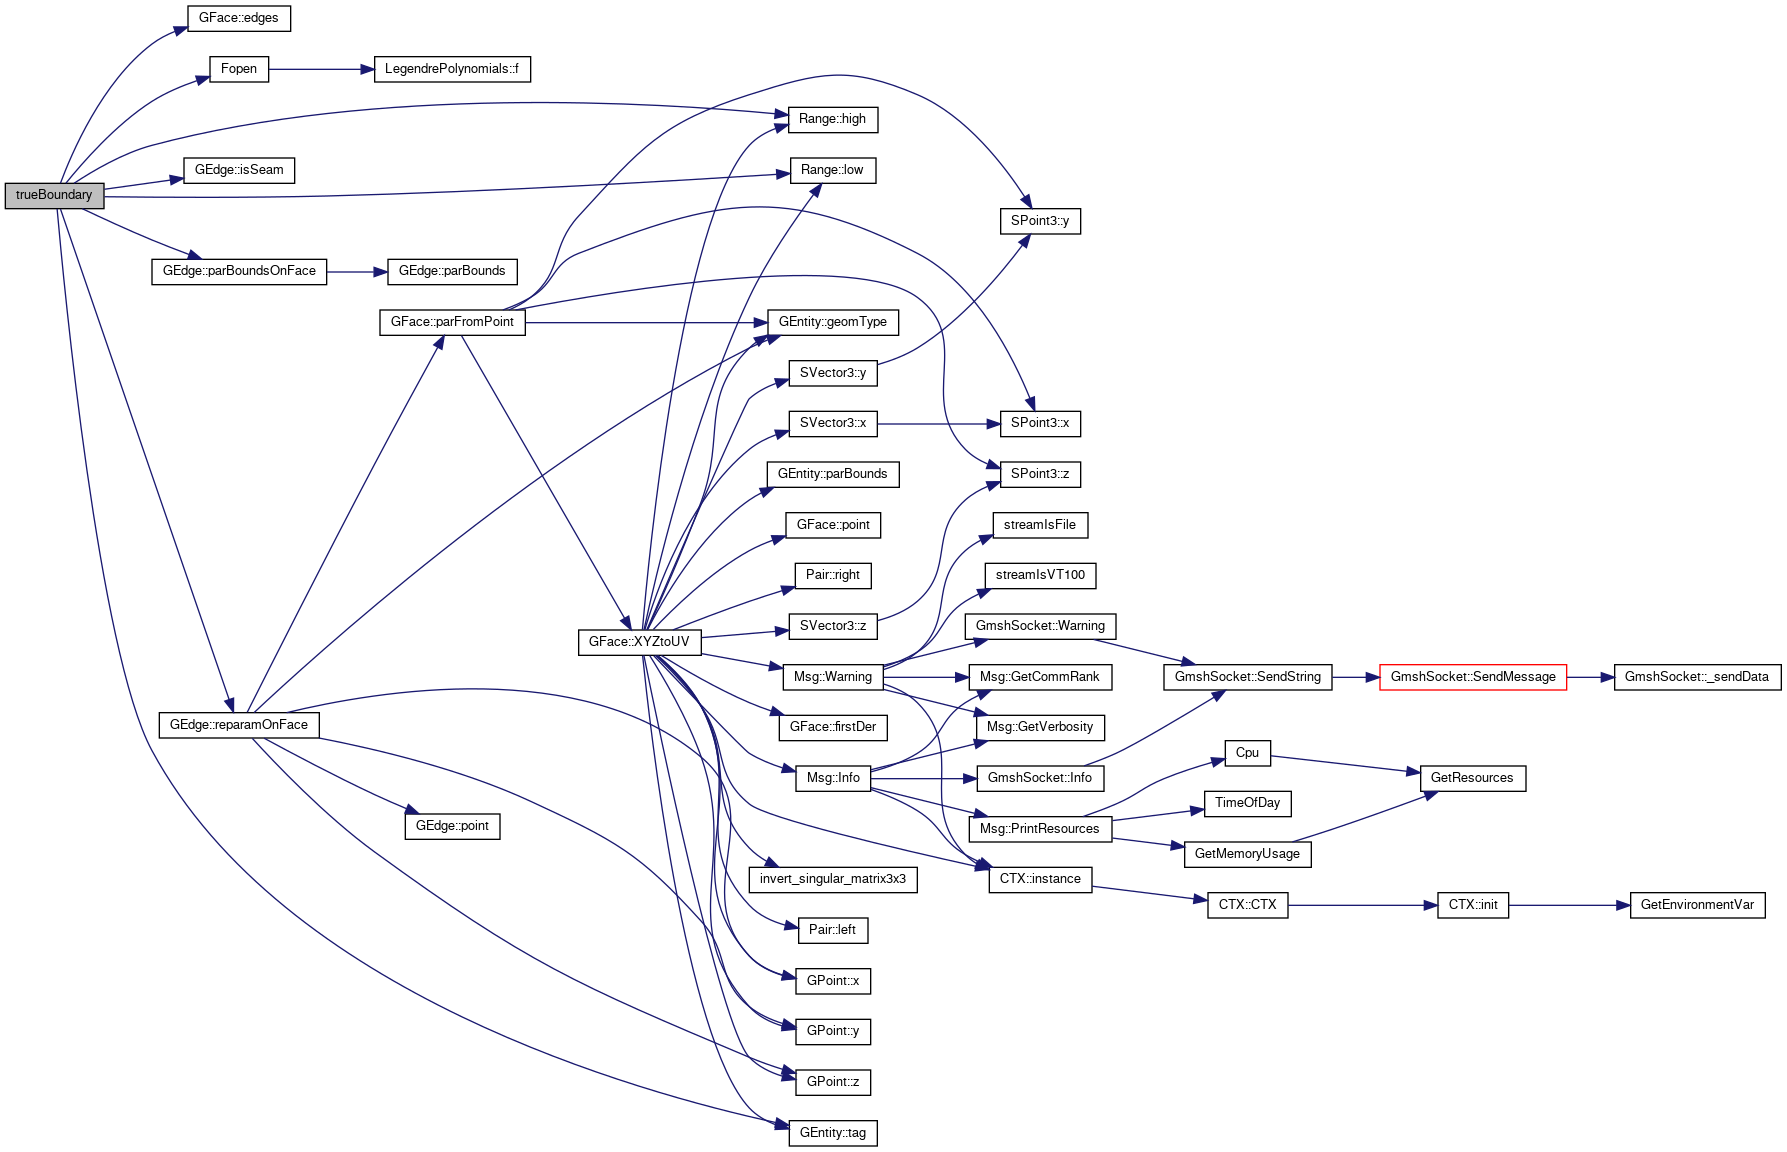 GFace::edges
Fopen
LegendrePolynomials::f
Range::high
GEdge::isSeam
Range::low
trueBoundary
SPoint3::y
GEdge::parBoundsOnFace
GEdge::parBounds
GFace::parFromPoint
GEntity::geomType
SVector3::y
SVector3::x
SPoint3::x
GEntity::parBounds
SPoint3::z
GFace::point
streamIsFile
Pair::right
streamIsVT100
SVector3::z
GmshSocket::Warning
GFace::XYZtoUV
Msg::Warning
Msg::GetCommRank
GmshSocket::SendString
GmshSocket::SendMessage
GmshSocket::_sendData
GEdge::reparamOnFace
GFace::firstDer
Msg::GetVerbosity
Cpu
Msg::Info
GmshSocket::Info
GetResources
TimeOfDay
GEdge::point
Msg::PrintResources
GetMemoryUsage
invert_singular_matrix3x3
CTX::instance
CTX::CTX
CTX::init
GetEnvironmentVar
Pair::left
GPoint::x
GPoint::y
GPoint::z
GEntity::tag